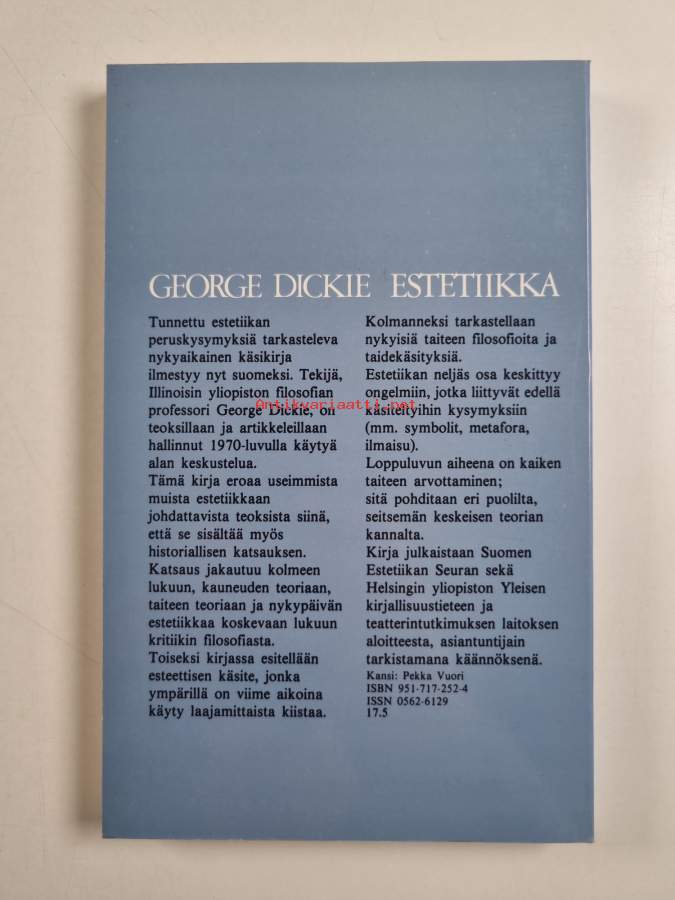 GEORGE DICKIE ESTETIIKKA
Tunnettu estetiikan
peruskysymyksiä tarkasteleva
nykyaikainen käsikirja
ilmestyy nyt suomeksi. Tekijä,
Illinoisin yliopiston filosofian
professori George Dickie, on
teoksillaan ja artikkeleillaan
hallinnut 1970-luvulla käytyä
alan keskustelua.
Tämä kirja eroaa useimmista
muista estetiikkaan
johdattavista teoksista siinä,
että se sisältää myös
historiallisen katsauksen.
Katsaus jakautuu kolmeen
lukuun, kauneuden teoriaan,
taiteen teoriaan ja nykypäivän
estetiikkaa koskevaan lukuun
kritiikin filosofiasta.
Toiseksi kirjassa esitellään
esteettisen käsite, jonka
ympärillä on viime aikoina
käyty laajamittaista kiistaa.
Kolmanneksi tarkastellaan
nykyisiä taiteen filosofioita ja
taidekäsityksiä.
Estetiikan neljäs osa keskittyy
ongelmiin, jotka liittyvät edellä
käsiteltyihin kysymyksiin
(mm. symbolit, metafora,
ilmaisu).
Loppuluvun aiheena on kaiken
taiteen arvottaminen;
sitä pohditaan eri puolilta,
seitsemän keskeisen teorian
kannalta.
Kirja julkaistaan Suomen
Estetiikan Seuran sekä
Helsingin yliopiston Yleisen
kirjallisuustieteen ja
teatterintutkimuksen laitoksen
aloitteesta, asiantuntijain
tarkistamana käännöksenä.
Kansi: Pekka Vuori
ISBN 951-717-252-4
ISSN 0562-6129
17.5
Antikvariaatti.net